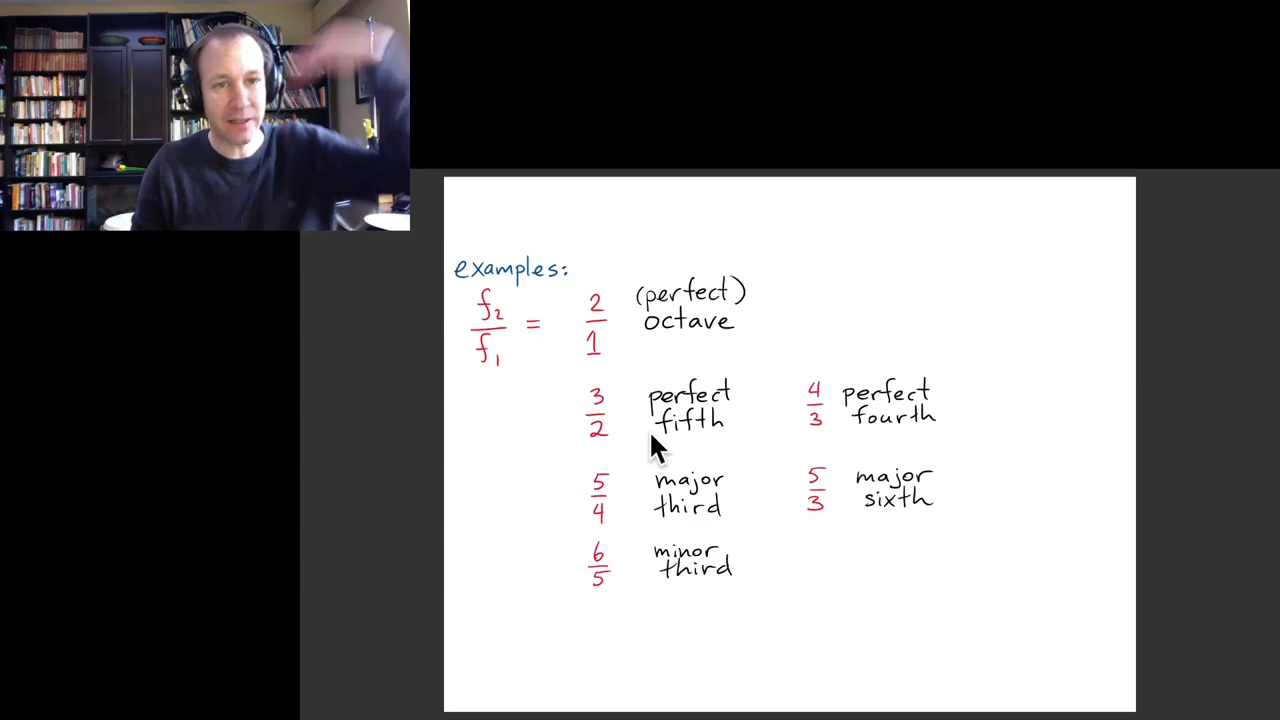 examples:
f₂/f₁ = 2/1 (perfect) octave
3/2 perfect fifth
4/3 perfect fourth
5/4 major third
5/3 major sixth
6/5 minor third